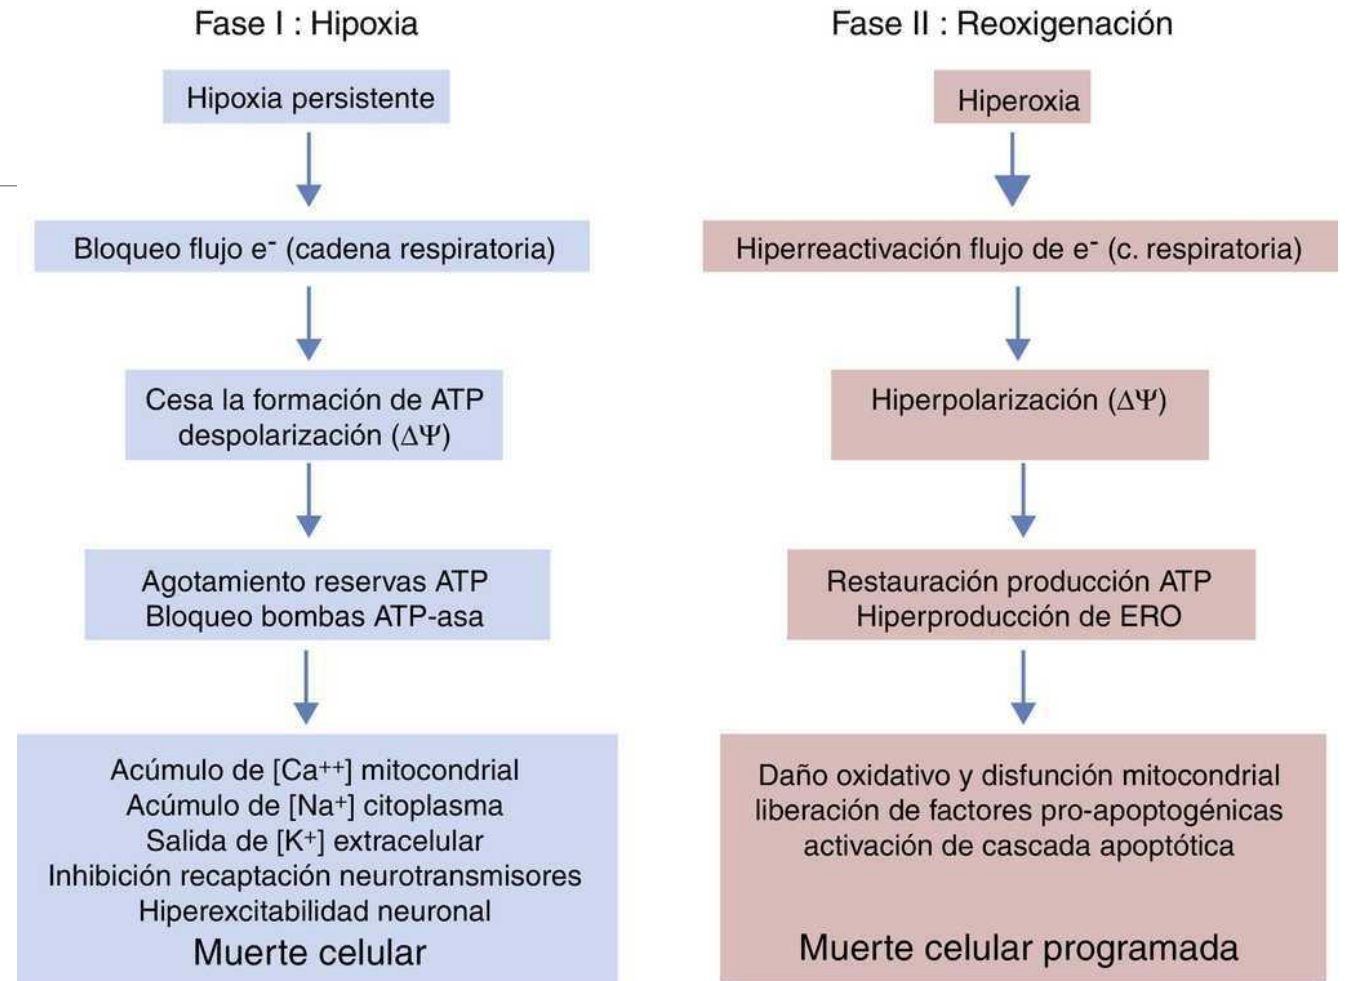 Fase I : Hipoxia
Hipoxia persistente
Bloqueo flujo e⁻ (cadena respiratoria)
Cesa la formación de ATP
despolarización (ΔΨ)
Agotamiento reservas ATP
Bloqueo bombas ATP-asa
Acúmulo de [Ca⁺⁺] mitocondrial
Acúmulo de [Na⁺] citoplasma
Salida de [K⁺] extracelular
Inhibición recaptación neurotransmisores
Hiperexcitabilidad neuronal
Muerte celular
Fase II : Reoxigenación
Hiperoxia
Hiperreactivación flujo de e⁻ (c. respiratoria)
Hiperpolarización (ΔΨ)
Restauración producción ATP
Hiperproducción de ERO
Daño oxidativo y disfunción mitocondrial
liberación de factores pro-apoptogénicas
activación de cascada apoptótica
Muerte celular programada